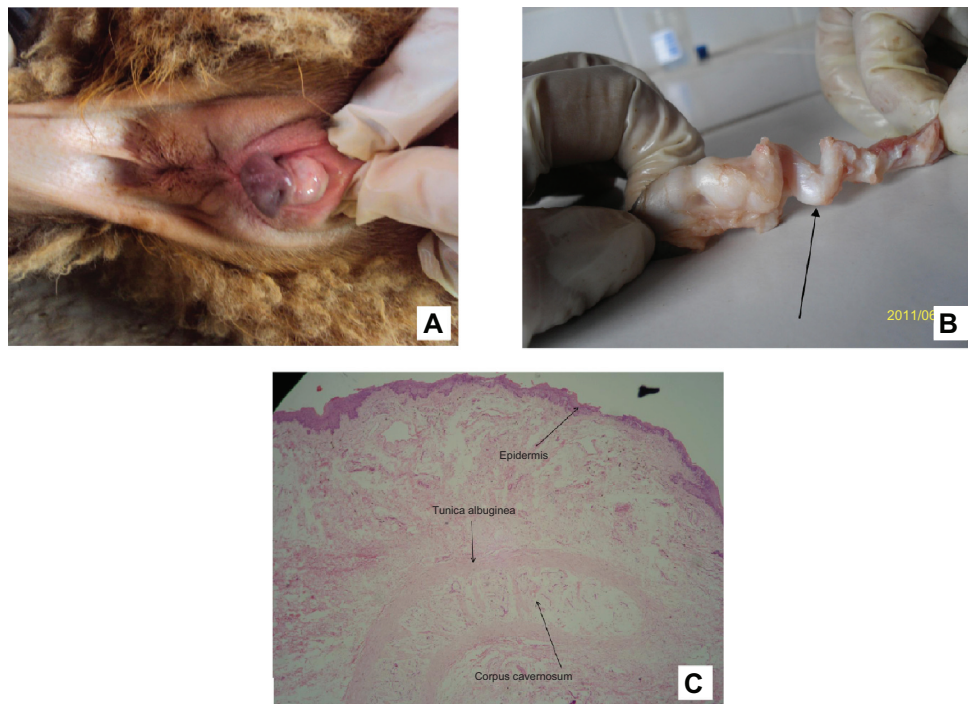 A
2011/06
B
Epidermis
Tunica albuginea
Corpus cavernosum
C